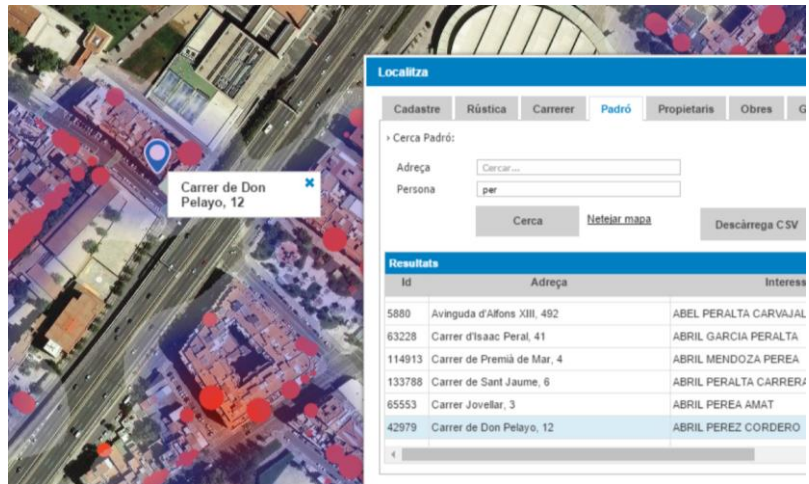 Carrer de Don
Pelayo, 12
Localitza
Cadastre Rústica Carrerer Padró Propietaris Obres G
› Cerca Padró:
Adreça Cercar...
Persona per
Cerca Netejar mapa Descàrrega CSV
Resultats
Id Adreça Interess
5880 Avinguda d'Alfons XIII, 492 ABEL PERALTA CARVAJAL
63228 Carrer d'Isaac Peral, 41 ABRIL GARCIA PERALTA
114913 Carrer de Premià de Mar, 4 ABRIL MENDOZA PEREA
133788 Carrer de Sant Jaume, 6 ABRIL PERALTA CARRERA
65553 Carrer Jovellar, 3 ABRIL PEREA AMAT
42979 Carrer de Don Pelayo, 12 ABRIL PEREZ CORDERO